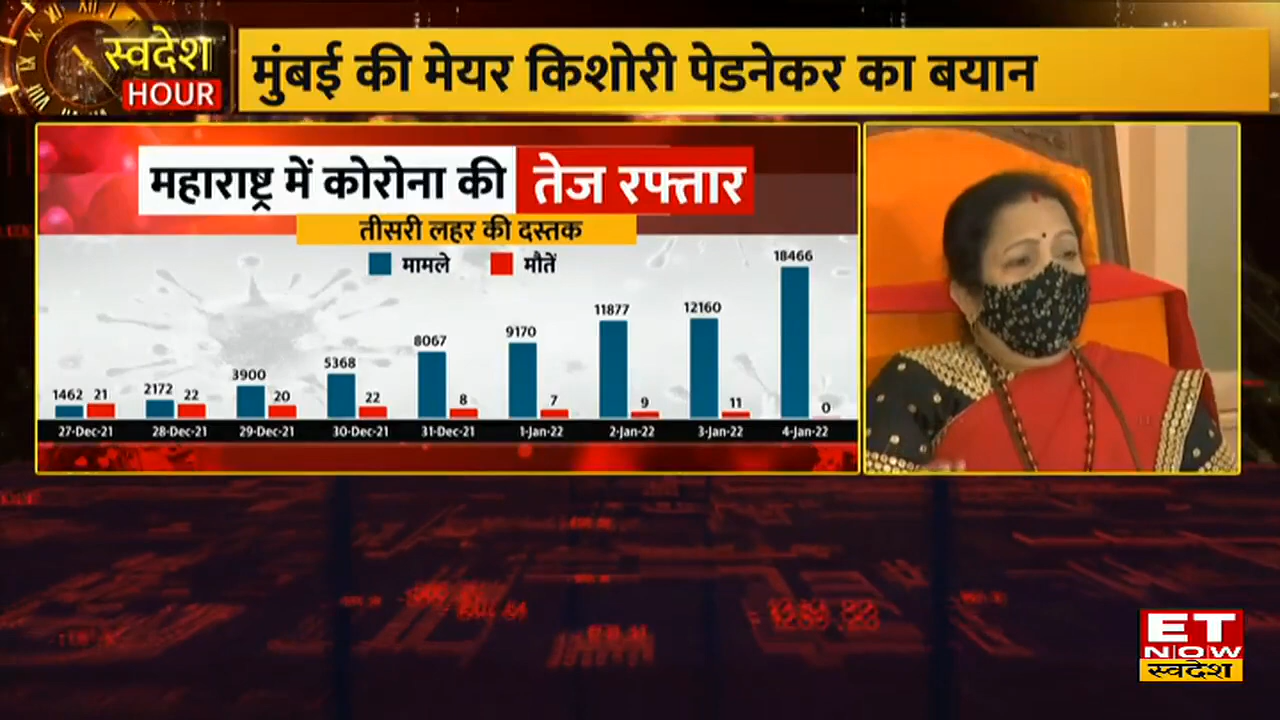 स्वदेश
HOUR
मुंबई की मेयर किशोरी पेडनेकर का बयान
महाराष्ट्र में कोरोना की तेज रफ्तार
तीसरी लहर की दस्तक
मामले मौतें
1462 21 2172 22 3900 20 5368 22 8067 8 9170 7 11877 9 12160 11 18466 0
27-Dec-21 28-Dec-21 29-Dec-21 30-Dec-21 31-Dec-21 1-Jan-22 2-Jan-22 3-Jan-22 4-Jan-22
ET
NOW
स्वदेश